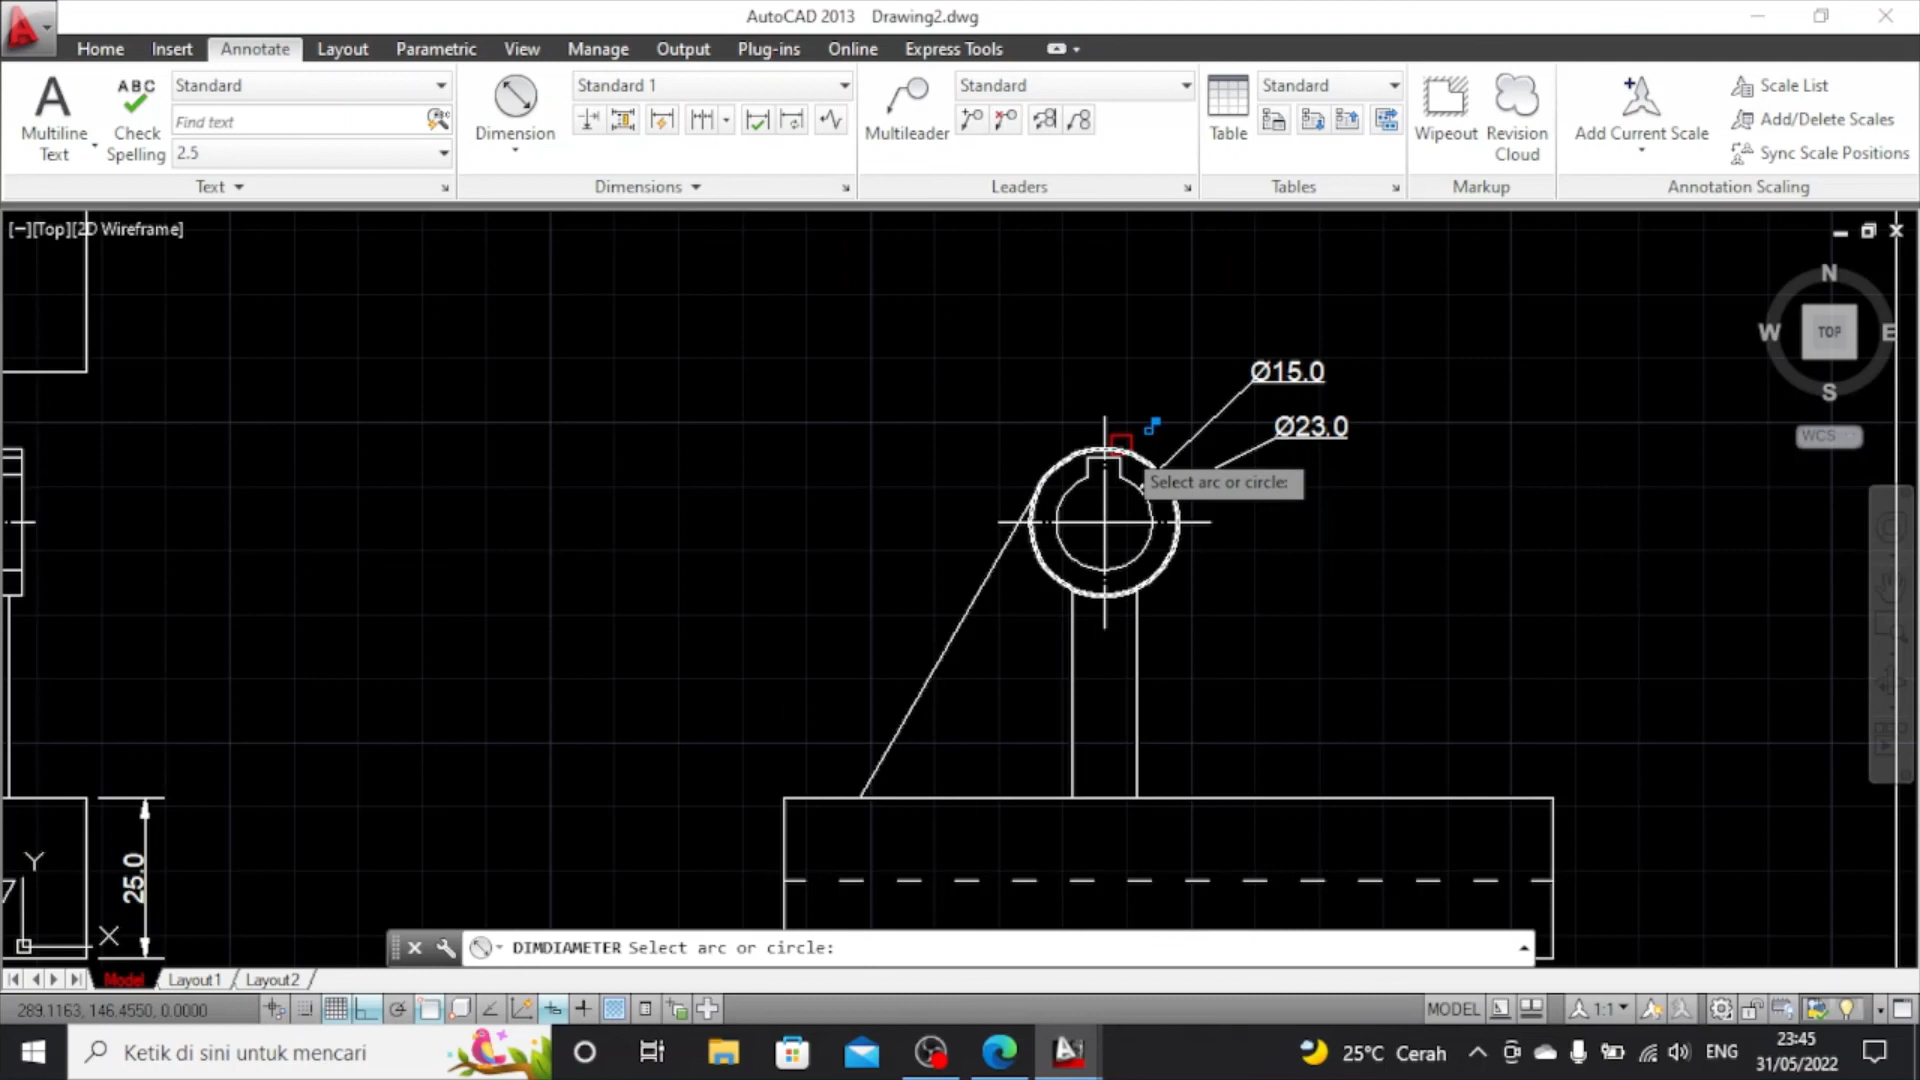 AutoCAD 2013 Drawing2.dwg
Home Insert Annotate Layout Parametric View Manage Output Plug-ins Online Express Tools
Multiline Text
ABC
Check Spelling
Standard
Find text
2.5
Text
Dimension
Standard 1
Dimensions
Multileader
Standard
Leaders
Table
Standard
Tables
Wipeout
Revision Cloud
Markup
Add Current Scale
Scale List
Add/Delete Scales
Sync Scale Positions
Annotation Scaling
[−][Top][2D Wireframe]
N
W TOP E
S
WCS
Ø15.0
Ø23.0
Select arc or circle:
25.0
Y
X
7
DIMDIAMETER Select arc or circle:
Model Layout1 Layout2
289.1163, 146.4550, 0.0000
MODEL
1:1
Ketik di sini untuk mencari
25°C Cerah
ENG
23:45
31/05/2022